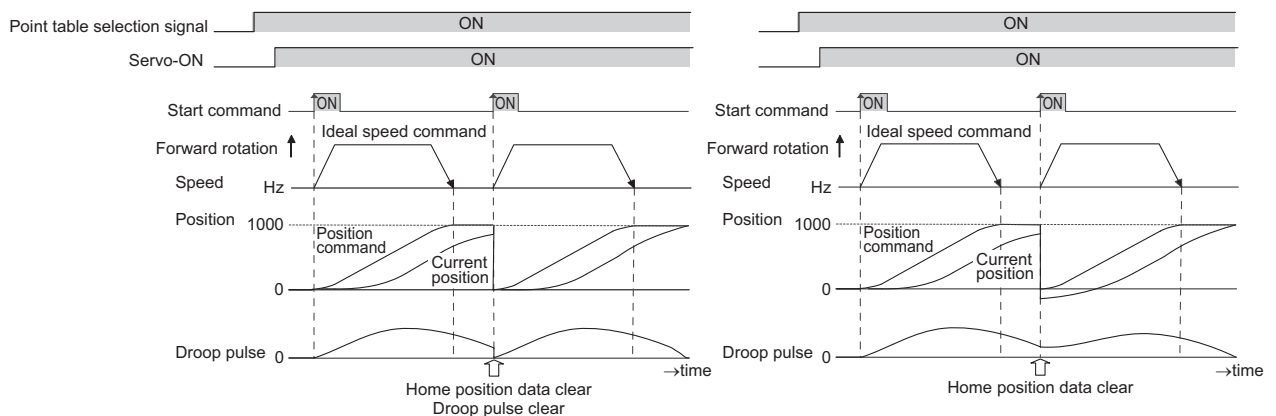 Point table selection signal
ON
Servo-ON
ON
Start command
ON
ON
Ideal speed command
Forward rotation
Speed
Hz
Position
1000
Position
command
Current
position
0
Droop pulse
0
→time
Home position data clear
Droop pulse clear
ON
ON
Start command
ON
ON
Ideal speed command
Forward rotation
Speed
Hz
Position
1000
Position
command
Current
position
0
Droop pulse
0
→time
Home position data clear